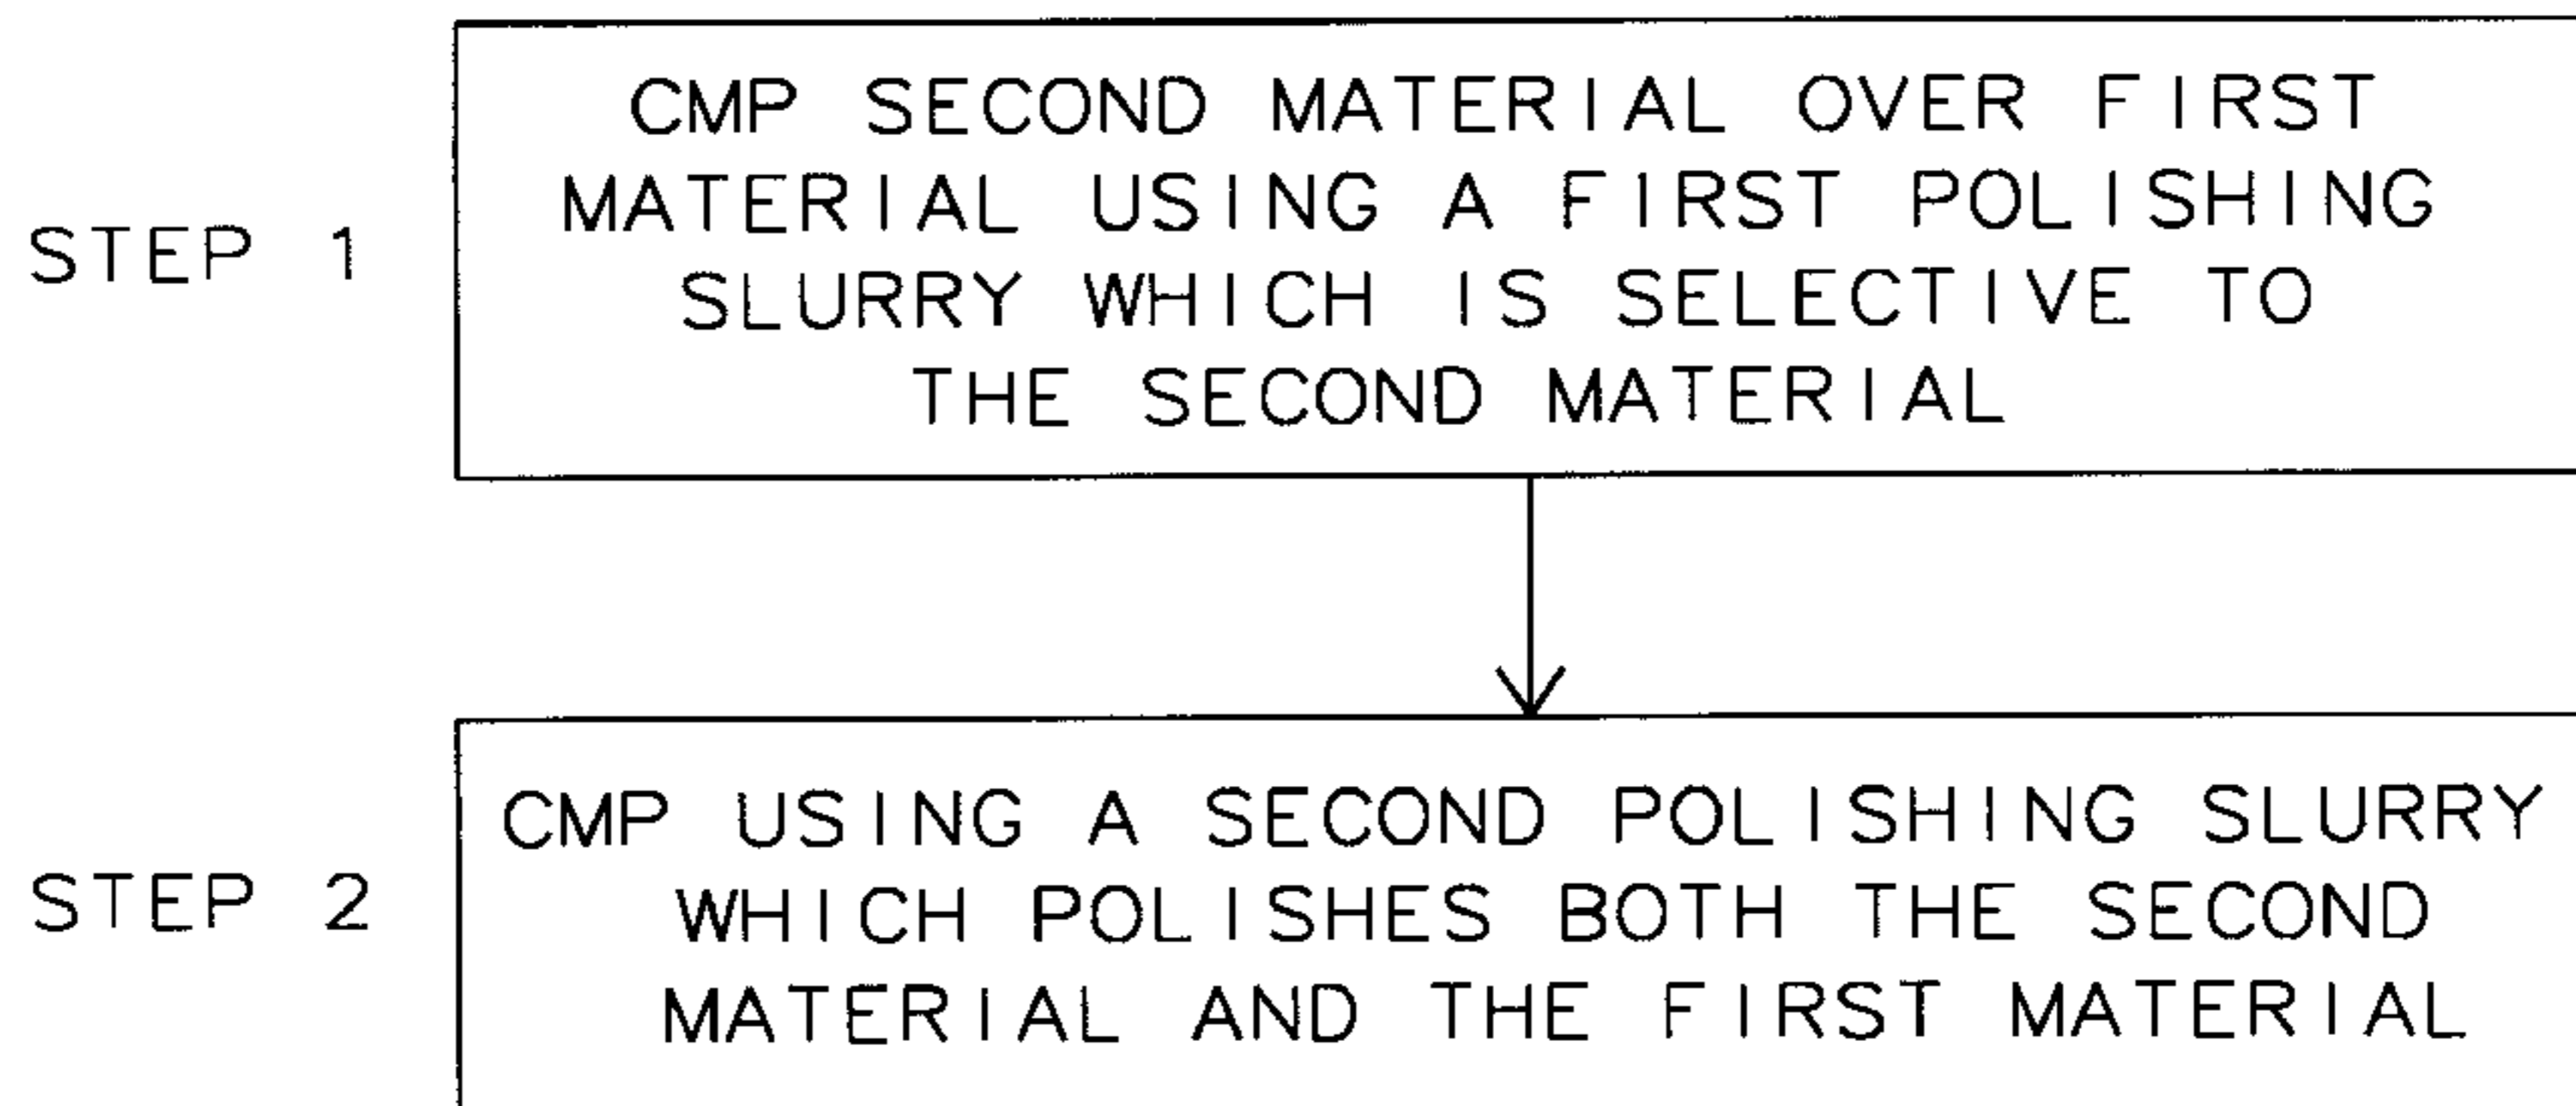 CMP SECOND MATERIAL OVER FIRST
MATERIAL USING A FIRST POLISHING
STEP 1
SLURRY WHICH IS SELECTIVE TO
THE SECOND MATERIAL
CMP USING A SECOND POLISHING SLURRY
STEP 2
WHICH POLISHES BOTH THE SECOND
MATERIAL AND THE FIRST MATERIAL